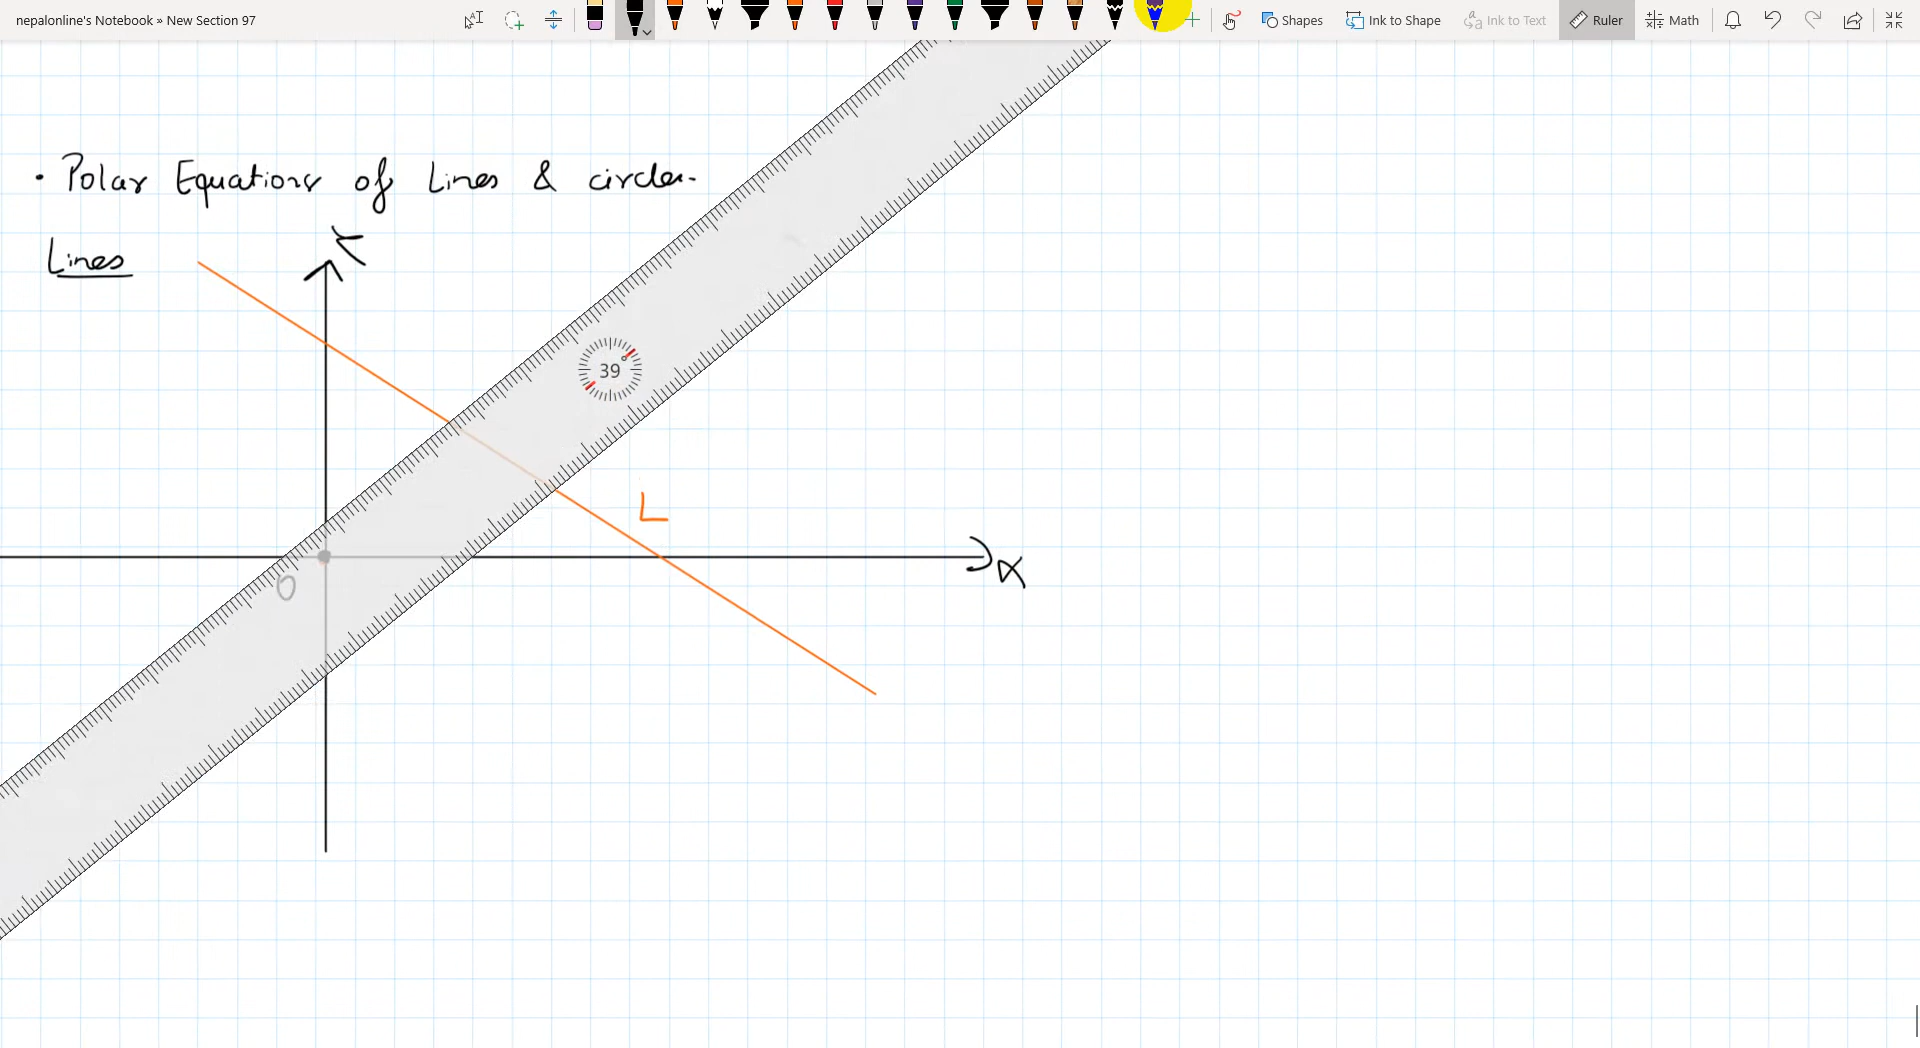 nepalonline's Notebook » New Section 97
Shapes
Ink to Shape
Ink to Text
Ruler
Math
• Polar Equations of Lines & circles.
Lines
Y
39
L
O
X